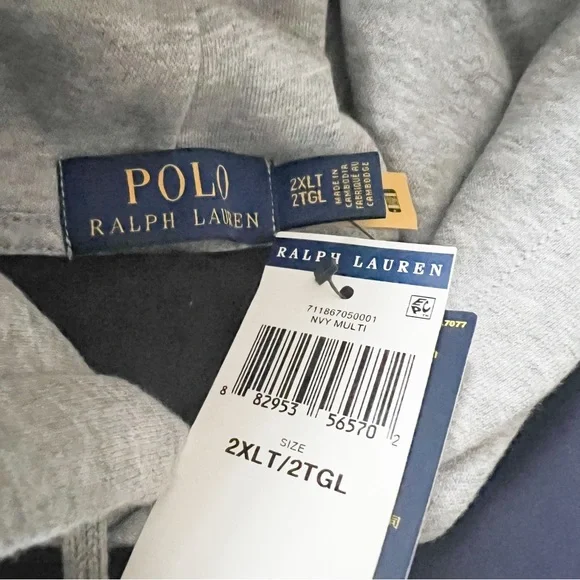 POLO
RALPH LAUREN
2XLT
2TGL
MADE IN
CAMBODIA
FABRIQUÉ AU
CAMBODGE
RALPH LAUREN
711867050001
NVY MULTI
8 82953 56570 2
SIZE
2XLT/2TGL
7077